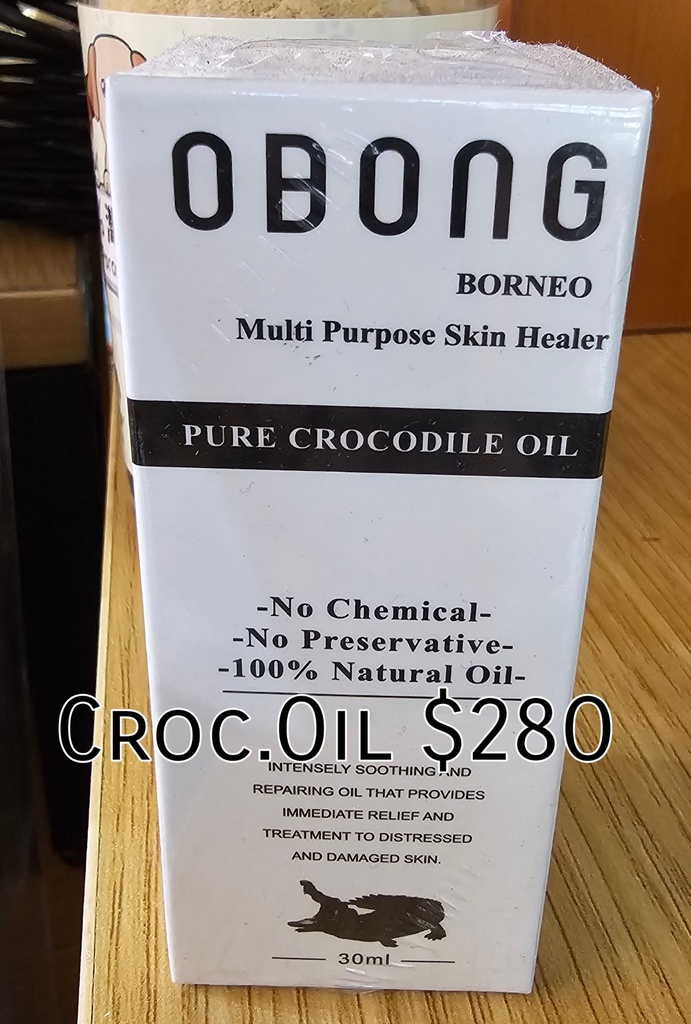 OBONG
BORNEO
Multi Purpose Skin Healer
PURE CROCODILE OIL
-No Chemical-
-No Preservative-
-100% Natural Oil-
Croc.Oil $280
INTENSELY SOOTHING AND
REPAIRING OIL THAT PROVIDES
IMMEDIATE RELIEF AND
TREATMENT TO DISTRESSED
AND DAMAGED SKIN.
30ml